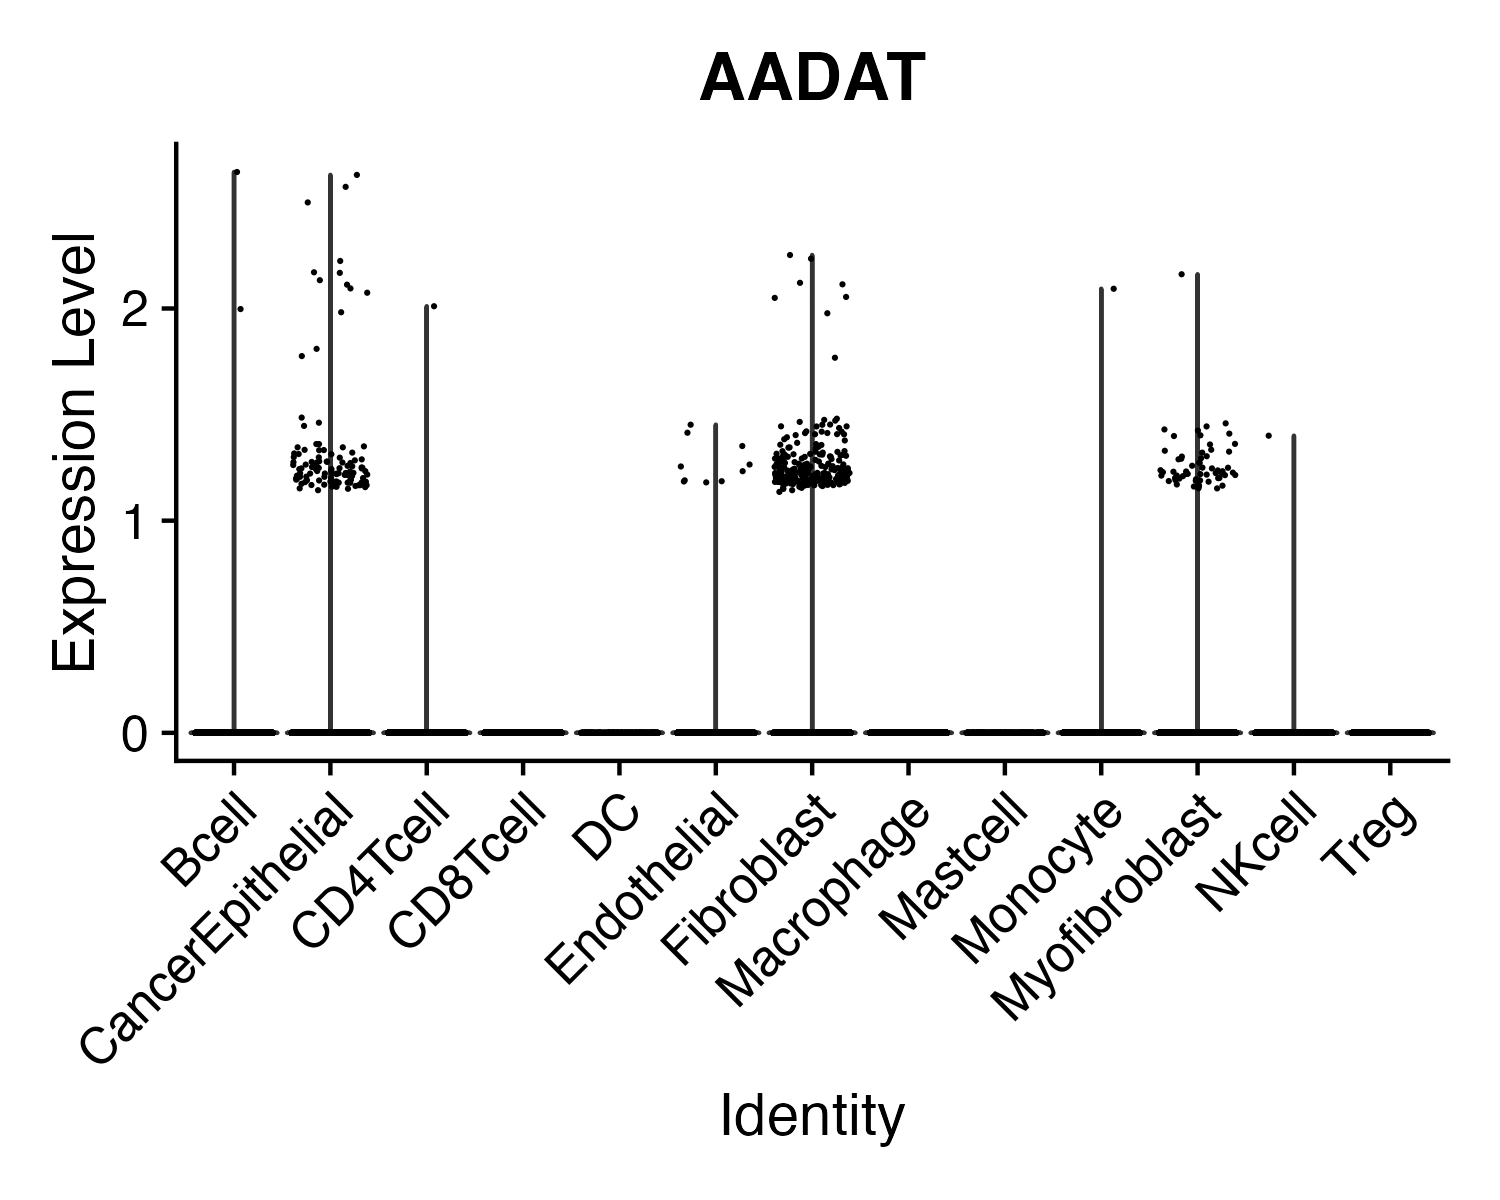 AADAT
Expression Level
2
1
0
Bcell
CancerEpithelial
CD4Tcell
CD8Tcell
DC
Endothelial
Fibroblast
Macrophage
Mastcell
Monocyte
Myofibroblast
NKcell
Treg
Identity